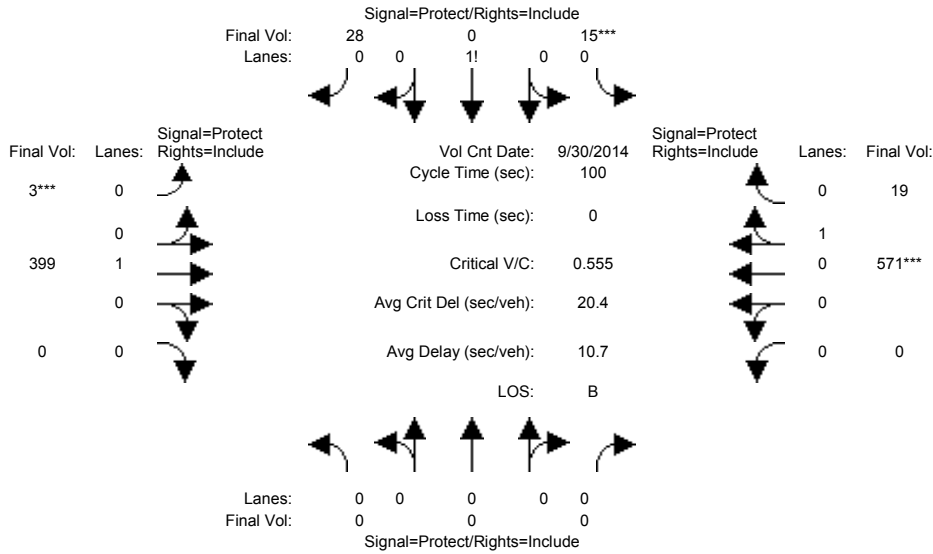 Signal=Protect/Rights=Include
Final Vol: 28 0 15***
Lanes: 0 0 1! 0 0
Signal=Protect
Final Vol: Lanes: Rights=Include
Vol Cnt Date: 9/30/2014
Signal=Protect
Rights=Include Lanes: Final Vol:
Cycle Time (sec): 100
3*** 0
0 19
Loss Time (sec): 0
0
1
399 1
Critical V/C: 0.555
0 571***
0
Avg Crit Del (sec/veh): 20.4
0
0 0
Avg Delay (sec/veh): 10.7
0 0
LOS: B
Lanes: 0 0 0 0 0
Final Vol: 0 0 0
Signal=Protect/Rights=Include